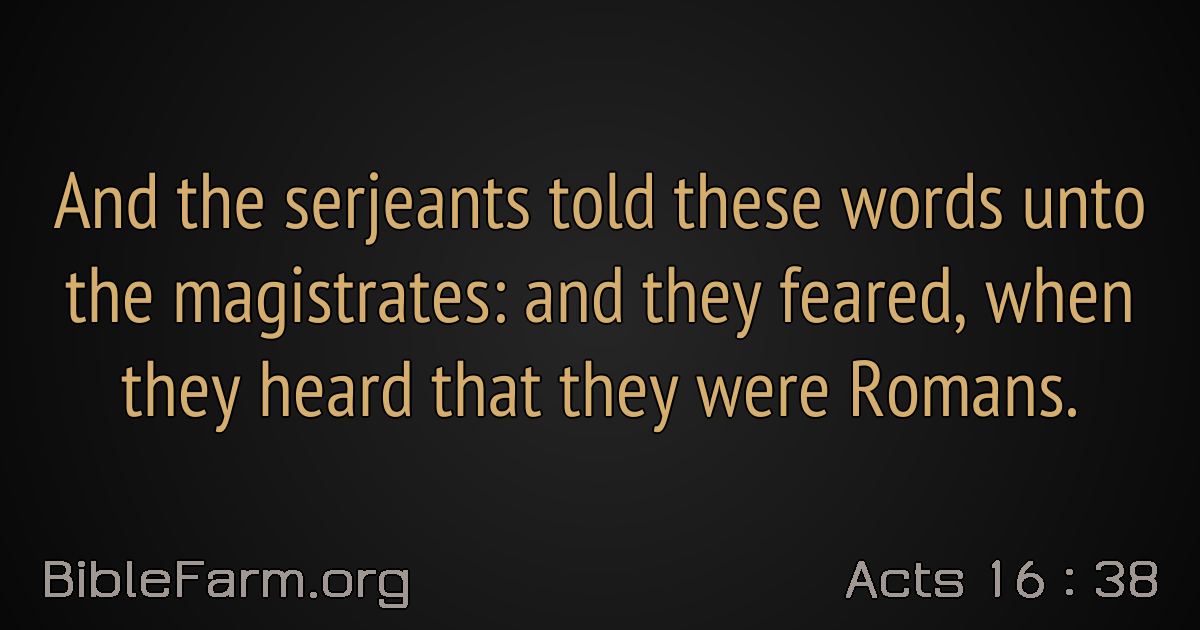 And the serjeants told these words unto
the magistrates: and they feared, when
they heard that they were Romans.
BibleFarm.org
Acts 16 : 38